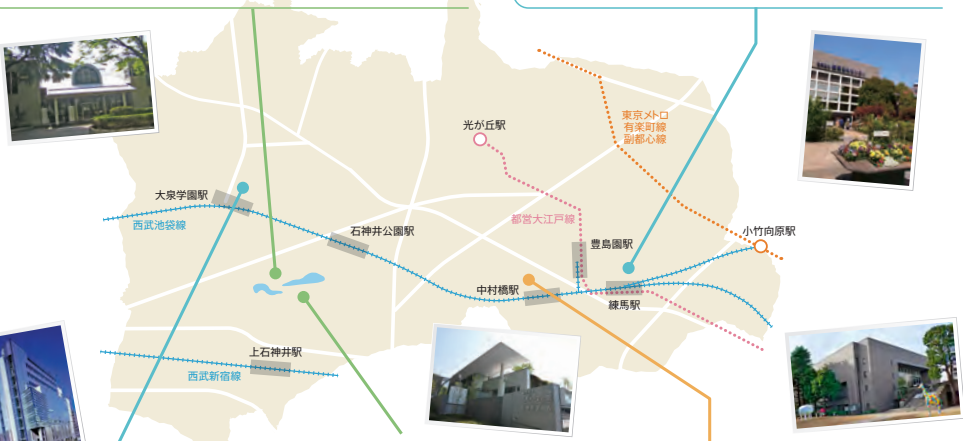 東京メトロ
有楽町線
副都心線
光が丘駅
大泉学園駅
西武池袋線
都営大江戸線
石神井公園駅
豊島園駅
小竹向原駅
中村橋駅
練馬駅
上石神井駅
西武新宿線